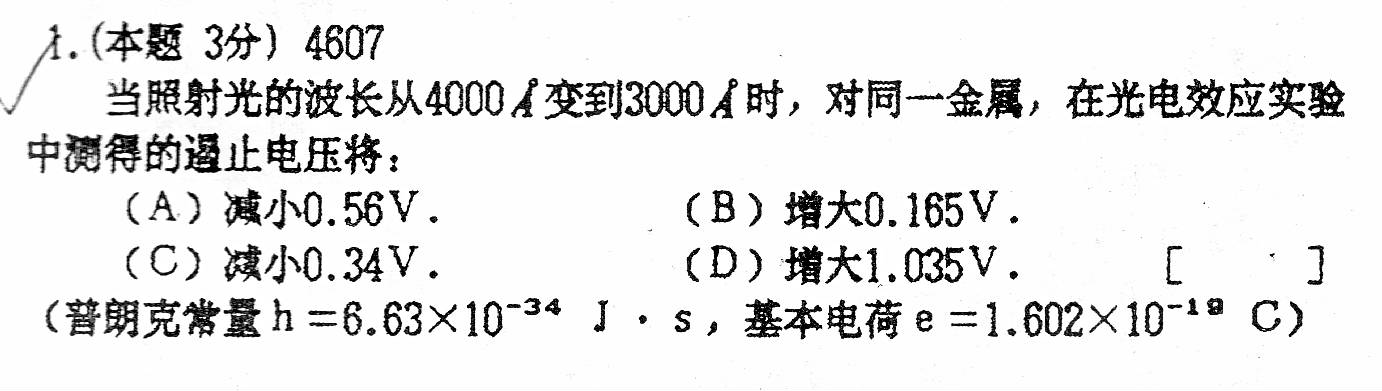 1.(本题 3分) 4607
当照射光的波长从4000Å变到3000Å时，对同一金属，在光电效应实验
中测得的遏止电压将：
（A）减小0.56V． （B）增大0.165V．
（C）减小0.34V． （D）增大1.035V． [ ]
（普朗克常量h＝6.63×10⁻³⁴ J・s，基本电荷e＝1.602×10⁻¹⁹ C）